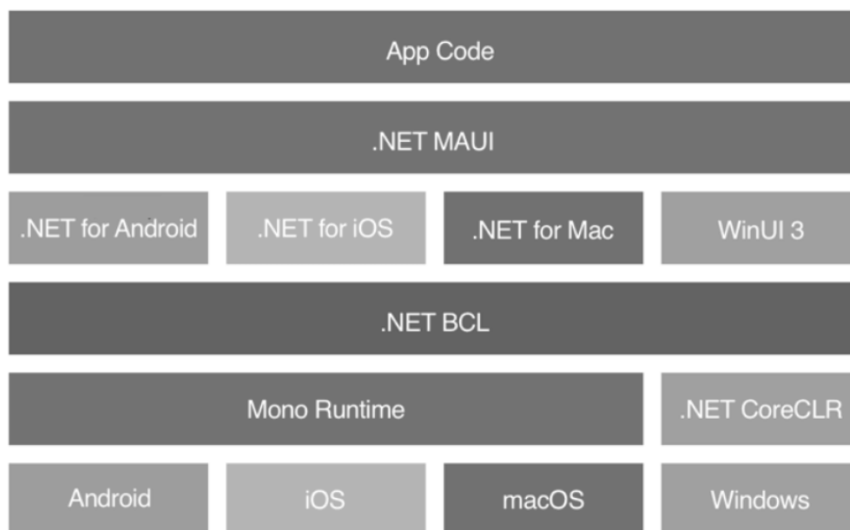 App Code
.NET MAUI
.NET for Android
.NET for iOS
.NET for Mac
WinUI 3
.NET BCL
Mono Runtime
.NET CoreCLR
Android
iOS
macOS
Windows